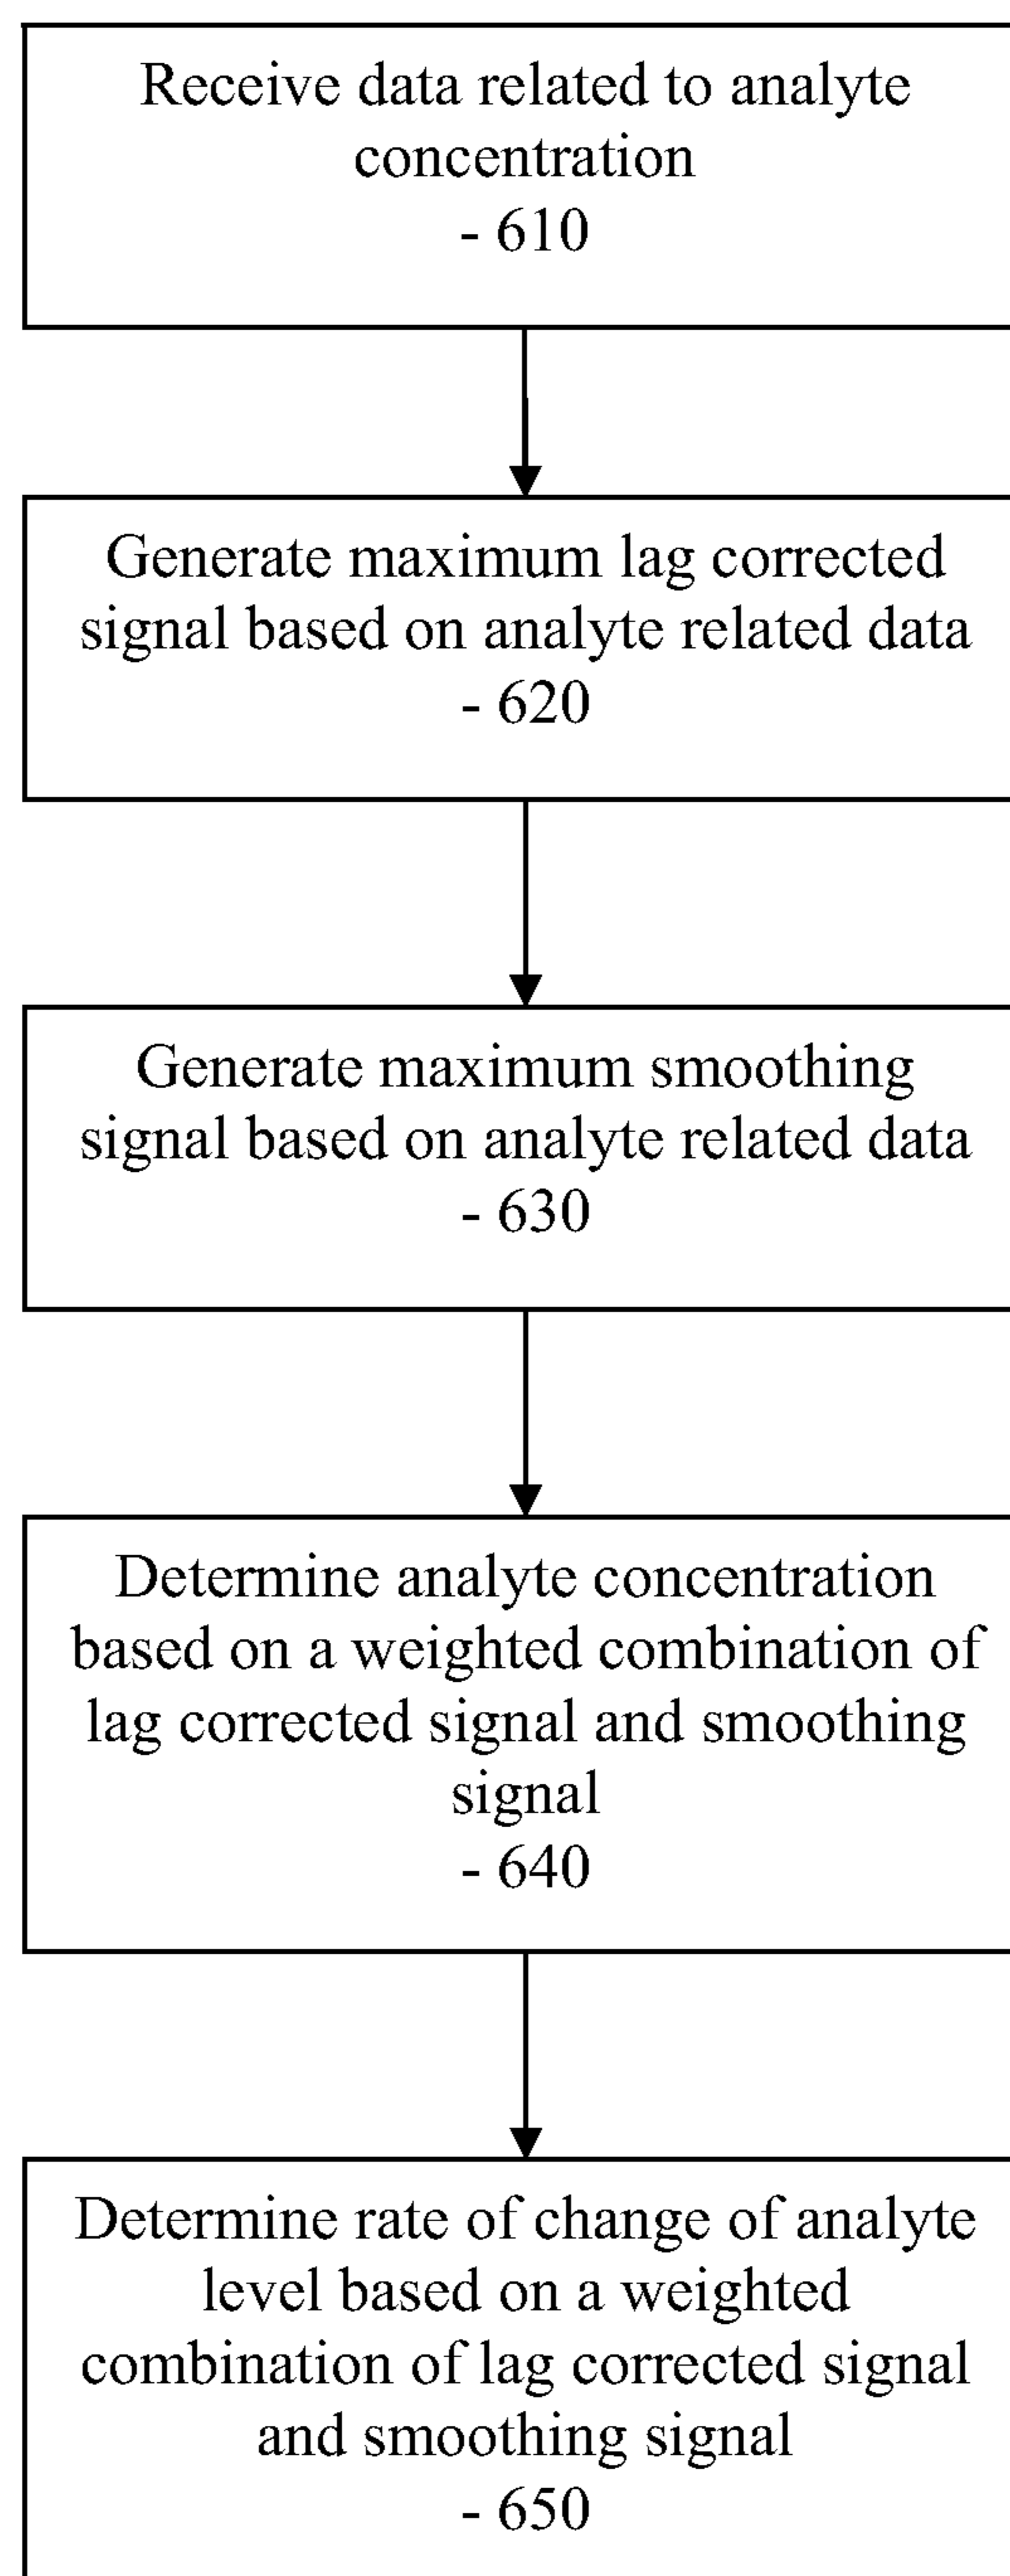 Receive data related to analyte
concentration
- 610
Generate maximum lag corrected
signal based on analyte related data
- 620
Generate maximum smoothing
signal based on analyte related data
- 630
Determine analyte concentration
based on a weighted combination of
lag corrected signal and smoothing
signal
- 640
Determine rate of change of analyte
level based on a weighted
combination of lag corrected signal
and smoothing signal
- 650